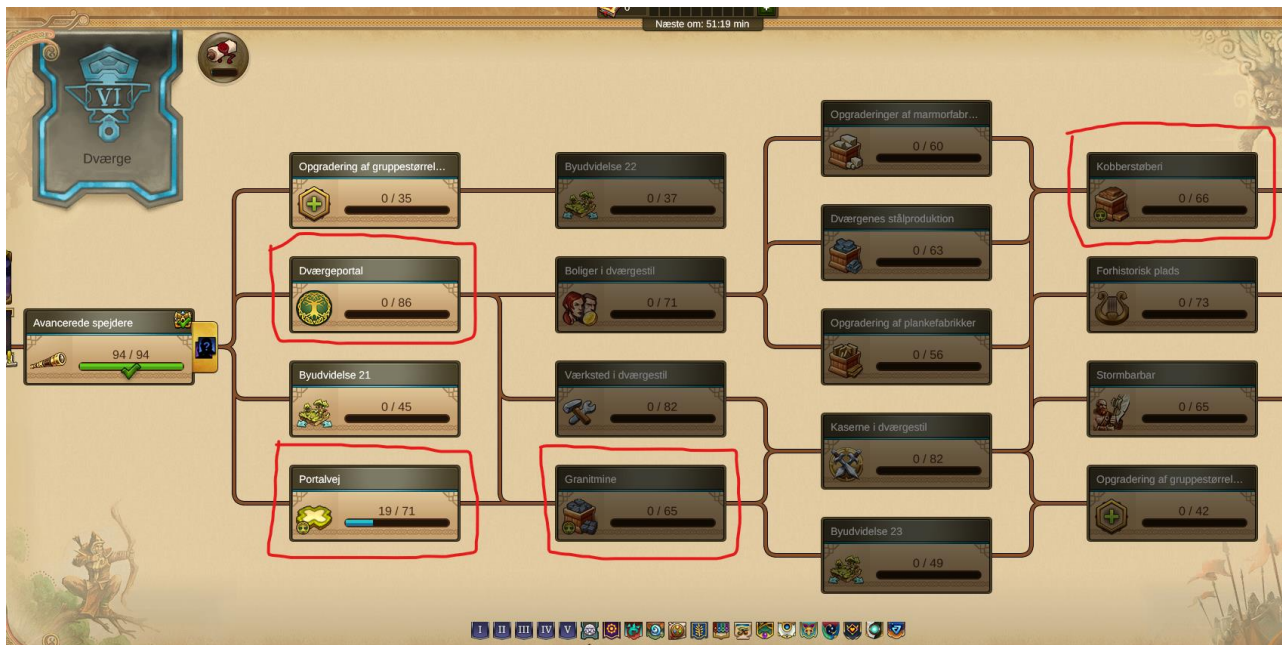 0
Næste om: 51:19 min
VI
Dværge
Avancerede spejdere
94 / 94
?
Opgradering af gruppestørrel...
0 / 35
Dværgeportal
0 / 86
Byudvidelse 21
0 / 45
Portalvej
19 / 71
Byudvidelse 22
0 / 37
Boliger i dværgestil
0 / 71
Værksted i dværgestil
0 / 82
Granitmine
0 / 65
Opgraderinger af marmorfabr...
0 / 60
Dværgenes stålproduktion
0 / 63
Opgradering af plankefabrikker
0 / 56
Kaserne i dværgestil
0 / 82
Byudvidelse 23
0 / 49
Kobberstøberi
0 / 66
Forhistorisk plads
0 / 73
Stormbarbar
0 / 65
Opgradering af gruppestørrel...
0 / 42
I II III IV V